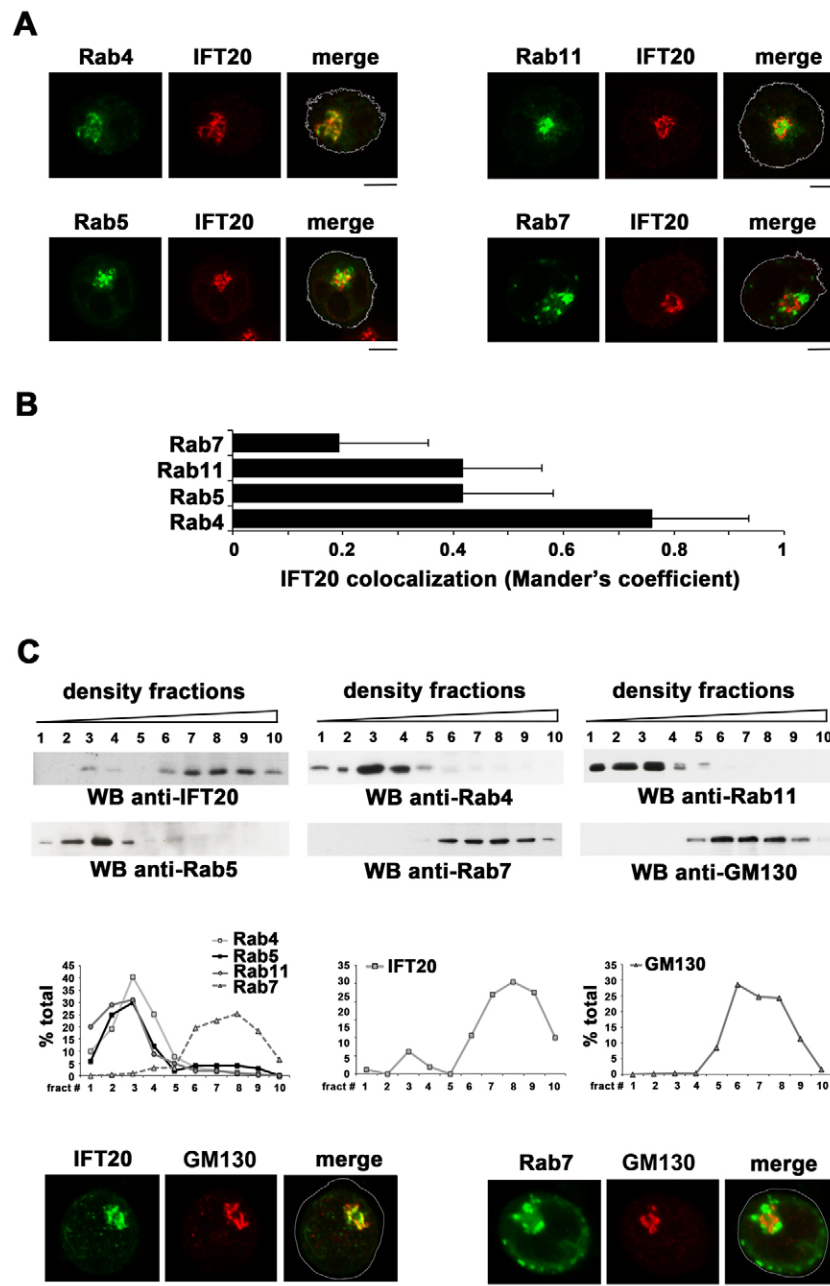 A
Rab4 IFT20 merge
Rab11 IFT20 merge
Rab5 IFT20 merge
Rab7 IFT20 merge
B
Rab7
Rab11
Rab5
Rab4
0 0.2 0.4 0.6 0.8 1
IFT20 colocalization (Mander's coefficient)
C
density fractions density fractions density fractions
1 2 3 4 5 6 7 8 9 10 1 2 3 4 5 6 7 8 9 10 1 2 3 4 5 6 7 8 9 10
WB anti-IFT20 WB anti-Rab4 WB anti-Rab11
WB anti-Rab5 WB anti-Rab7 WB anti-GM130
Rab4
Rab5
Rab11
Rab7
% total
45
40
35
30
25
20
15
10
5
0
fract # 1 2 3 4 5 6 7 8 9 10
IFT20
% total
35
30
25
20
15
10
5
0
fract # 1 2 3 4 5 6 7 8 9 10
GM130
% total
35
30
25
20
15
10
5
0
fract # 1 2 3 4 5 6 7 8 9 10
IFT20 GM130 merge
Rab7 GM130 merge